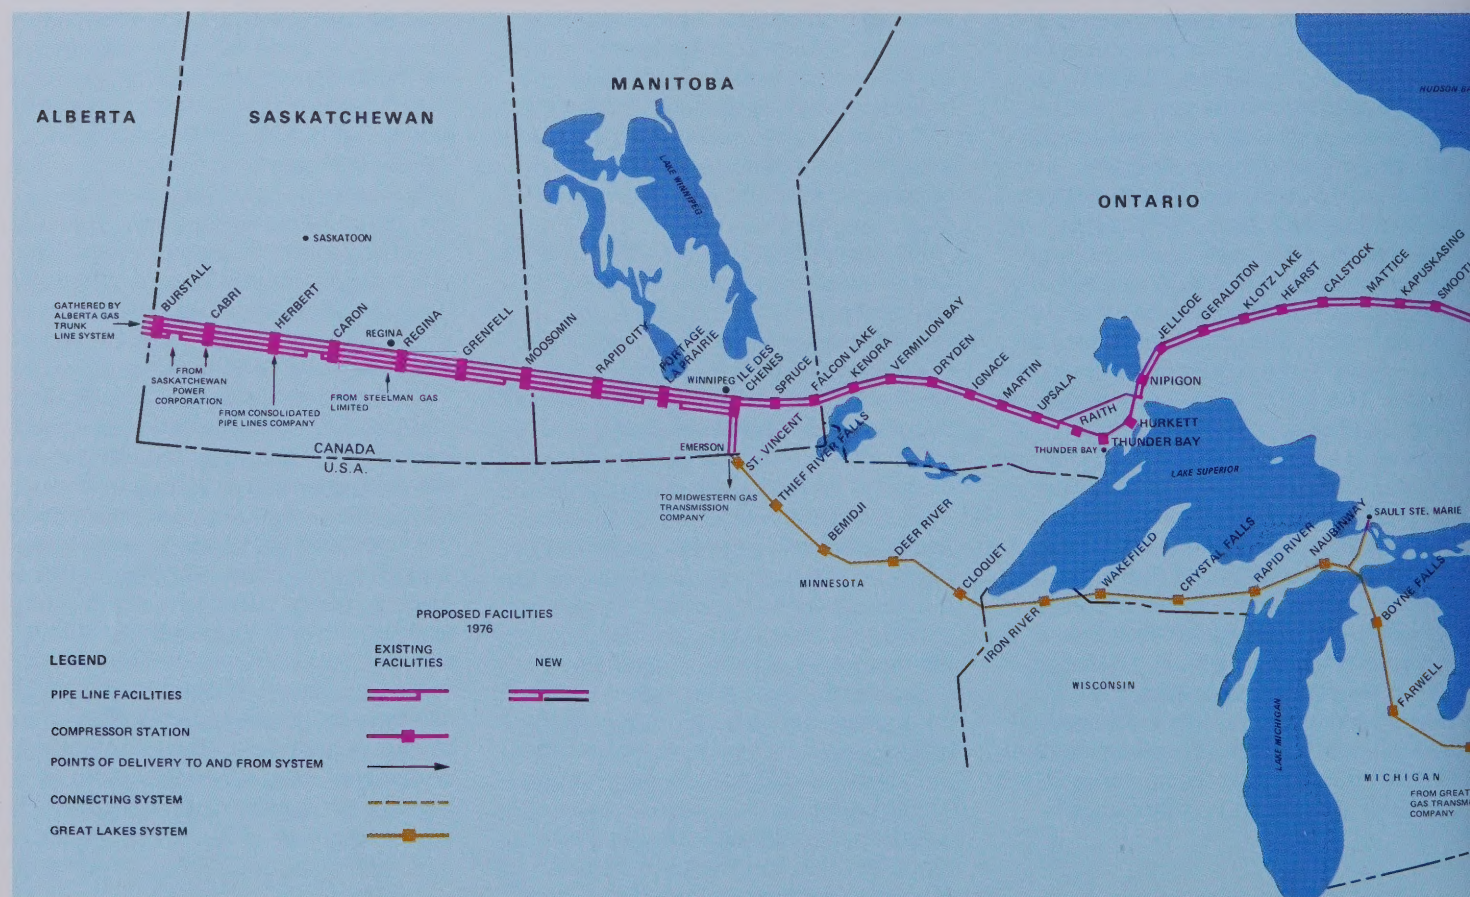 MANITOBA
HUDSON
ALBERTA
SASKATCHEWAN
LAKE WINNIPEG
ONTARIO
SASKATOON
GATHERED BY
ALBERTA GAS
TRUNK
LINE SYSTEM
BURSTALL
CABRI
HERBERT
CARON
REGINA
REGINA
GRENFELL
MOOSOMIN
RAPID CITY
PORTAGE
LA PRAIRIE
WINNIPEG
ILE DES
CHENES
SPRUCE
FALCON LAKE
KENORA
VERMILION BAY
DRYDEN
IGNACE
MARTIN
UPSALA
RAITH
THUNDER BAY
THUNDER BAY
HURKETT
NIPIGON
JELLICOE
GERALDTON
KLOTZ LAKE
HEARST
CALSTOCK
MATTICE
KAPUSKASING
FROM
SASKATCHEWAN
POWER
CORPORATION
FROM CONSOLIDATED
PIPE LINES COMPANY
FROM STEELMAN GAS
LIMITED
CANADA
U.S.A.
EMERSON
ST. VINCENT
THIEF RIVER FALLS
TO MIDWESTERN GAS
TRANSMISSION
COMPANY
BEMIDJI
DEER RIVER
CLOQUET
MINNESOTA
LAKE SUPERIOR
IRON RIVER
WAKEFIELD
CRYSTAL FALLS
RAPID RIVER
NAUBINWAY
SAULT STE. MARIE
BOYNE FALLS
FARWELL
WISCONSIN
LAKE MICHIGAN
MICHIGAN
FROM GREAT
GAS
COMPANY
PROPOSED FACILITIES
1976
LEGEND
EXISTING
FACILITIES
NEW
PIPE LINE FACILITIES
COMPRESSOR STATION
POINTS OF DELIVERY TO AND FROM SYSTEM
CONNECTING SYSTEM
GREAT LAKES SYSTEM